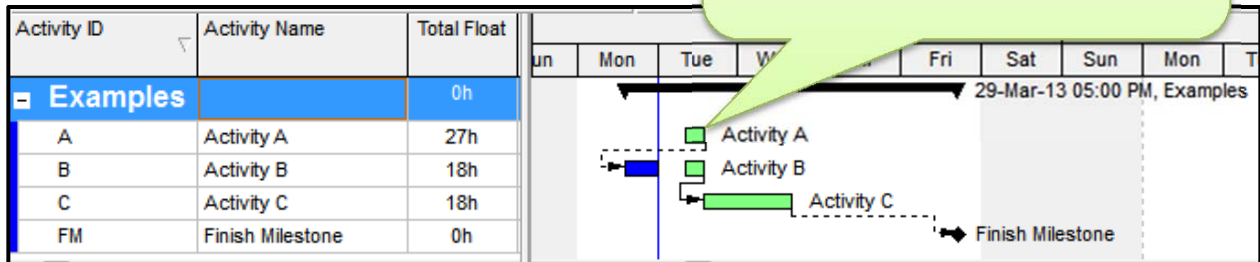 Activity ID Activity Name Total Float
un Mon Tue Fri Sat Sun Mon T
Examples 0h 29-Mar-13 05:00 PM, Examples
A Activity A 27h Activity A
B Activity B 18h Activity B
C Activity C 18h Activity C
FM Finish Milestone 0h Finish Milestone